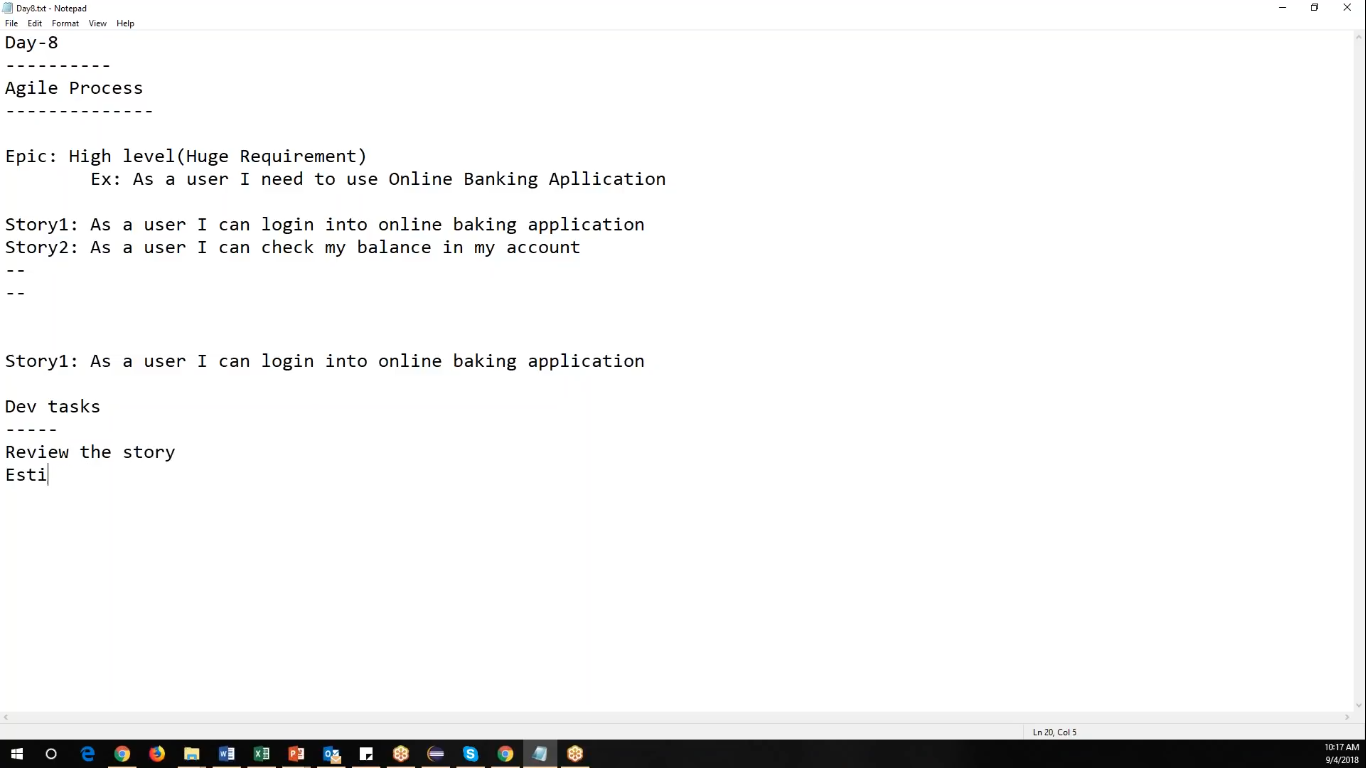 Day8.txt - Notepad
File Edit Format View Help
Day-8
----------
Agile Process
--------------
Epic: High level(Huge Requirement)
Ex: As a user I need to use Online Banking Apllication
Story1: As a user I can login into online baking application
Story2: As a user I can check my balance in my account
--
--
Story1: As a user I can login into online baking application
Dev tasks
-----
Review the story
Esti
Ln 20, Col 5
10:17 AM
9/4/2018